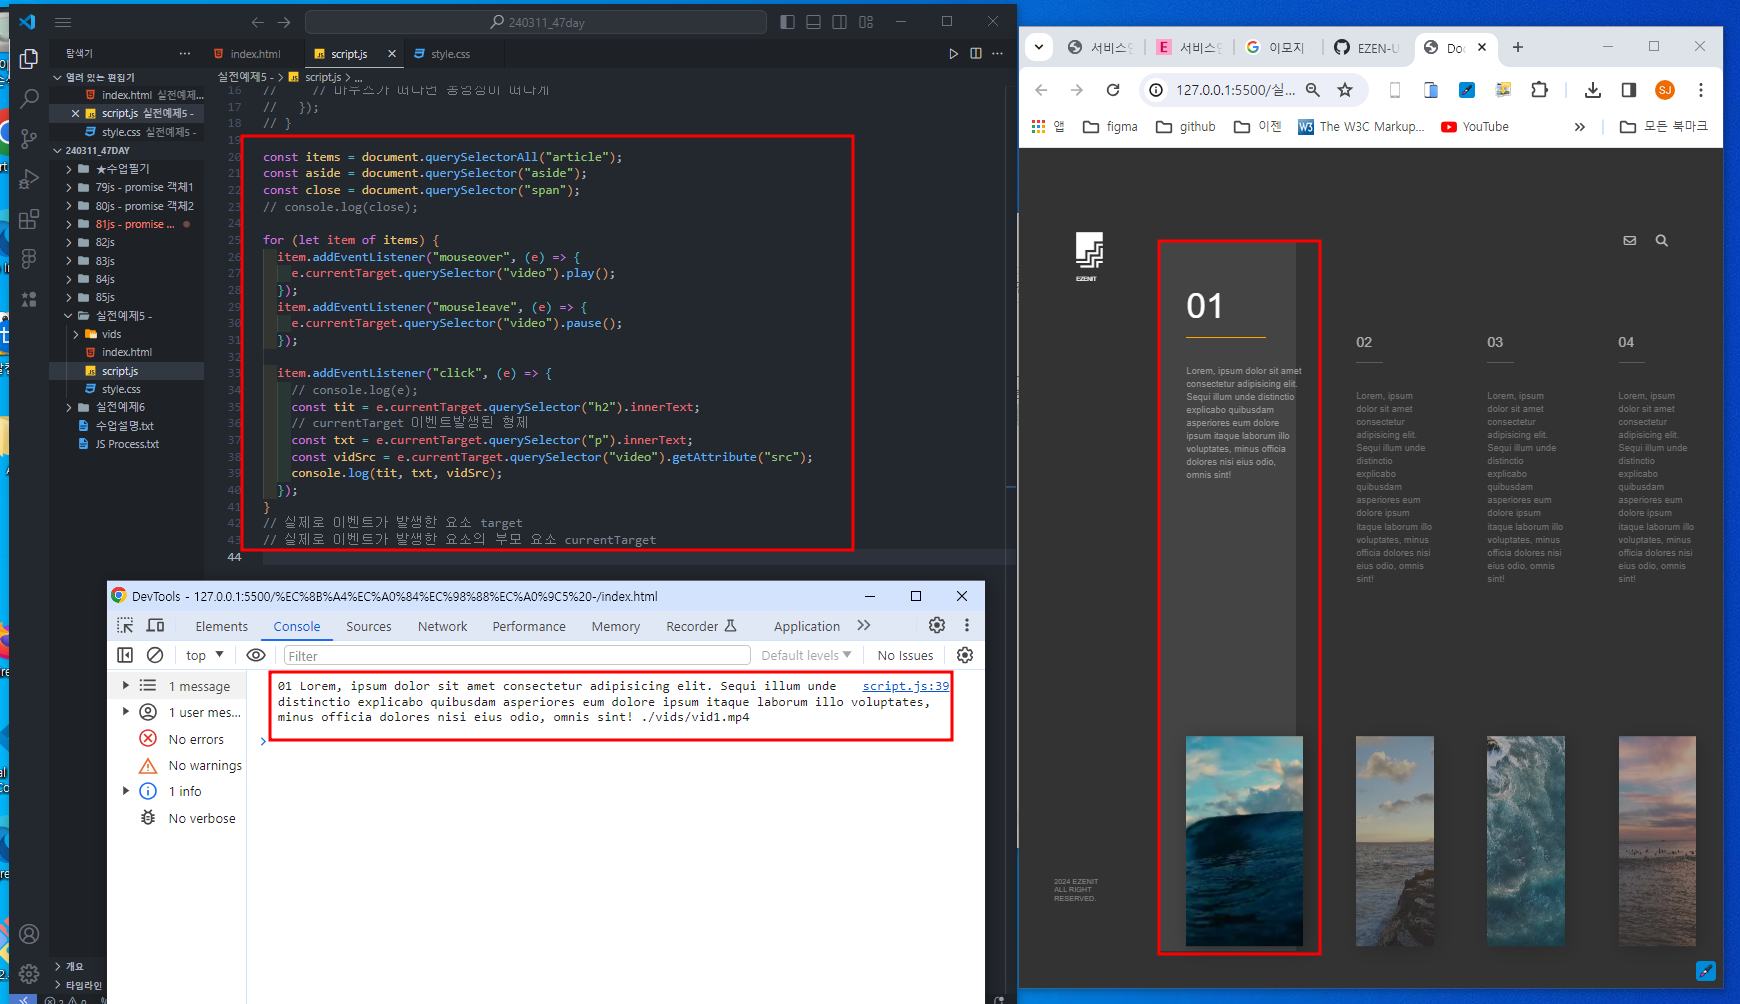 240311_47day
탐색기
index.html
script.js
style.css
열려 있는 편집기
index.html 실전예제...
script.js 실전예제5 -
style.css 실전예제5 -
240311_47DAY
★수업필기
79js - promise 객체1
80js - promise 객체2
81js - promise ...
82js
83js
84js
85js
실전예제5 -
vids
index.html
script.js
style.css
실전예제6
수업설명.txt
JS Process.txt
개요
타임라인
실전예제5 - > script.js > ...
16 // // 마우스가 떠나면 동영상이 떠나게
17 // });
18 // }
19
20 const items = document.querySelectorAll("article");
21 const aside = document.querySelector("aside");
22 const close = document.querySelector("span");
23 // console.log(close);
24
25 for (let item of items) {
26 item.addEventListener("mouseover", (e) => {
27 e.currentTarget.querySelector("video").play();
28 });
29 item.addEventListener("mouseleave", (e) => {
30 e.currentTarget.querySelector("video").pause();
31 });
32
33 item.addEventListener("click", (e) => {
34 // console.log(e);
35 const tit = e.currentTarget.querySelector("h2").innerText;
36 // currentTarget 이벤트발생된 형제
37 const txt = e.currentTarget.querySelector("p").innerText;
38 const vidSrc = e.currentTarget.querySelector("video").getAttribute("src");
39 console.log(tit, txt, vidSrc);
40 });
41 }
42 // 실제로 이벤트가 발생한 요소 target
43 // 실제로 이벤트가 발생한 요소의 부모 요소 currentTarget
44
DevTools - 127.0.0.1:5500/%EC%8B%A4%EC%A0%84%EC%98%88%EC%A0%9C5%20-/index.html
Elements Console Sources Network Performance Memory Recorder Application
top Filter Default levels No Issues
1 message
1 user mes...
No errors
No warnings
1 info
No verbose
01 Lorem, ipsum dolor sit amet consectetur adipisicing elit. Sequi illum unde script.js:39
distinctio explicabo quibusdam asperiores eum dolore ipsum itaque laborum illo voluptates,
minus officia dolores nisi eius odio, omnis sint! ./vids/vid1.mp4
서비스 서비스 이모지 EZEN-U Do
127.0.0.1:5500/실...
SJ
앱 figma github 이젠 The W3C Markup... YouTube 모든 북마크
EZENIT
01
Lorem, ipsum dolor sit amet
consectetur adipisicing elit.
Sequi illum unde distinctio
explicabo quibusdam
asperiores eum dolore
ipsum itaque laborum illo
voluptates, minus officia
dolores nisi eius odio,
omnis sint!
02
Lorem, ipsum
dolor sit amet
consectetur
adipisicing elit.
Sequi illum unde
distinctio
explicabo
quibusdam
asperiores eum
dolore ipsum
itaque laborum illo
voluptates, minus
officia dolores nisi
eius odio, omnis
sint!
03
Lorem, ipsum
dolor sit amet
consectetur
adipisicing elit.
Sequi illum unde
distinctio
explicabo
quibusdam
asperiores eum
dolore ipsum
itaque laborum illo
voluptates, minus
officia dolores nisi
eius odio, omnis
sint!
04
Lorem, ipsum
dolor sit amet
consectetur
adipisicing elit.
Sequi illum unde
distinctio
explicabo
quibusdam
asperiores eum
dolore ipsum
itaque laborum illo
voluptates, minus
officia dolores nisi
eius odio, omnis
sint!
2024 EZENIT
ALL RIGHT
RESERVED.